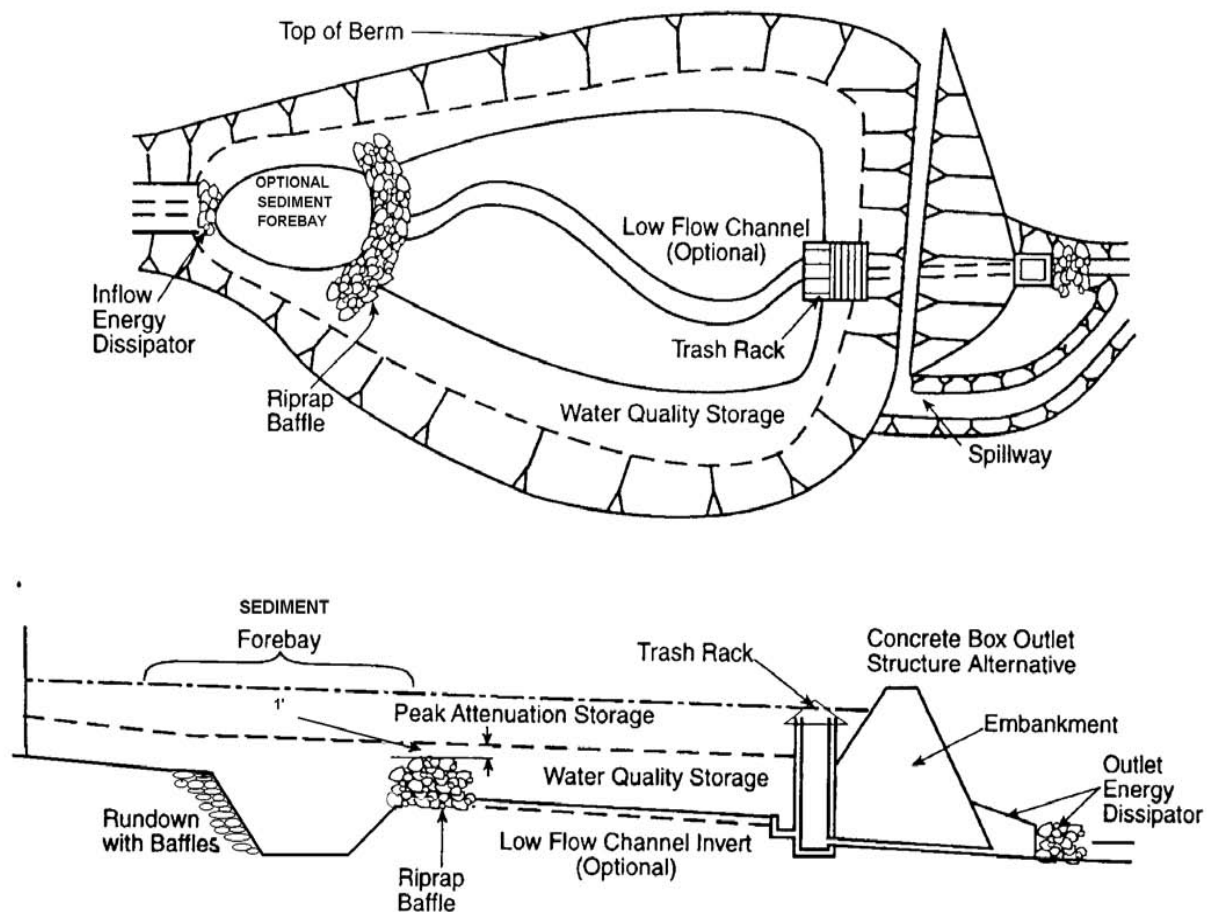 Top of Berm
OPTIONAL
SEDIMENT
FOREBAY
Low Flow Channel
(Optional)
Inflow
Energy
Dissipator
Trash Rack
Riprap
Baffle
Water Quality Storage
Spillway
SEDIMENT
Forebay
Trash Rack
Concrete Box Outlet
Structure Alternative
1'
Peak Attenuation Storage
Embankment
Water Quality Storage
Outlet
Energy
Dissipator
Rundown
with Baffles
Low Flow Channel Invert
(Optional)
Riprap
Baffle